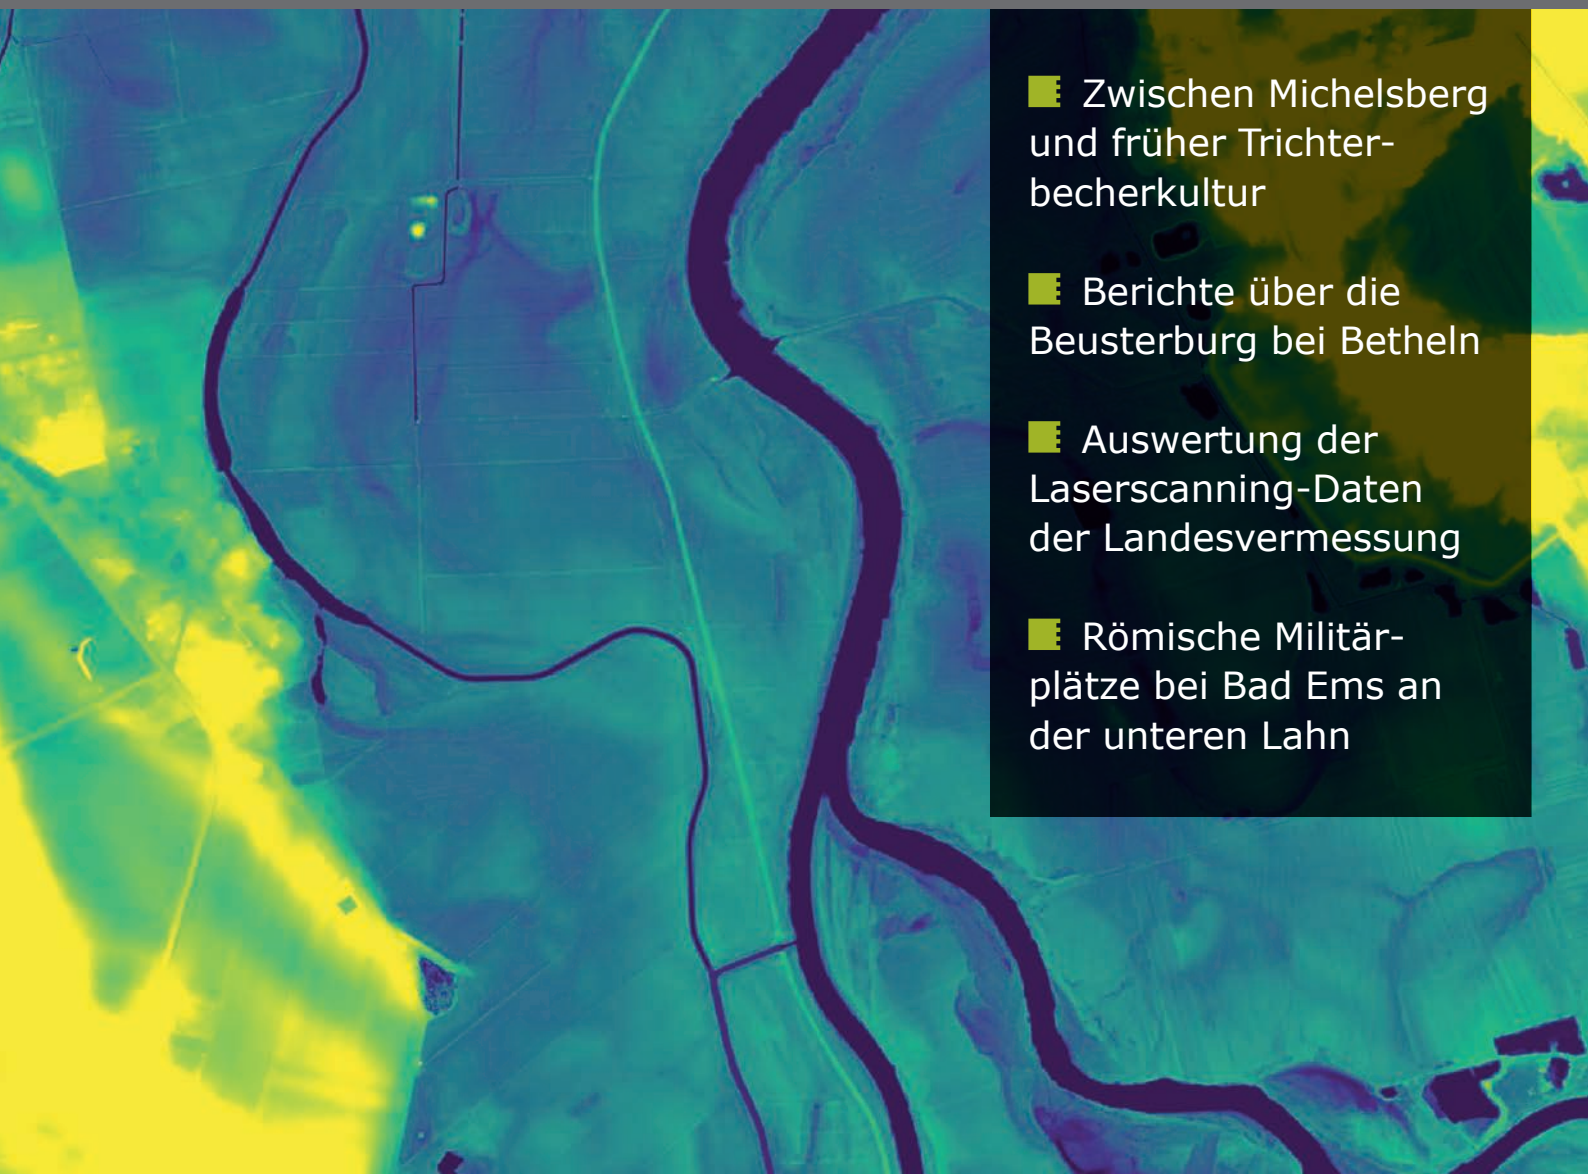 Zwischen Michelsberg
und früher Trichter-
becherkultur
Berichte über die
Beusterburg bei Betheln
Auswertung der
Laserscanning-Daten
der Landesvermessung
Römische Militär-
plätze bei Bad Ems an
der unteren Lahn